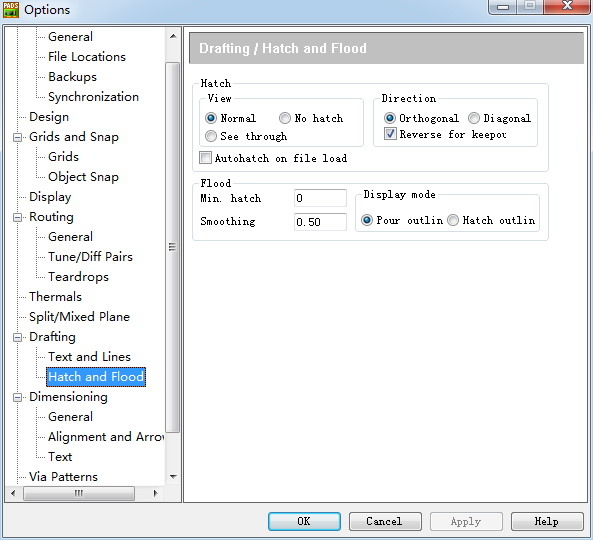 PADS
Options
General
File Locations
Backups
Synchronization
Design
Grids and Snap
Grids
Object Snap
Display
Routing
General
Tune/Diff Pairs
Teardrops
Thermals
Split/Mixed Plane
Drafting
Text and Lines
Hatch and Flood
Dimensioning
General
Alignment and Arrov
Text
Via Patterns
Drafting / Hatch and Flood
Hatch
View
Normal No hatch
See through
Direction
Orthogonal Diagonal
Reverse for keepou
Autohatch on file load
Flood
Min. hatch 0
Smoothing 0.50
Display mode
Pour outlin Hatch outlin
OK Cancel Apply Help